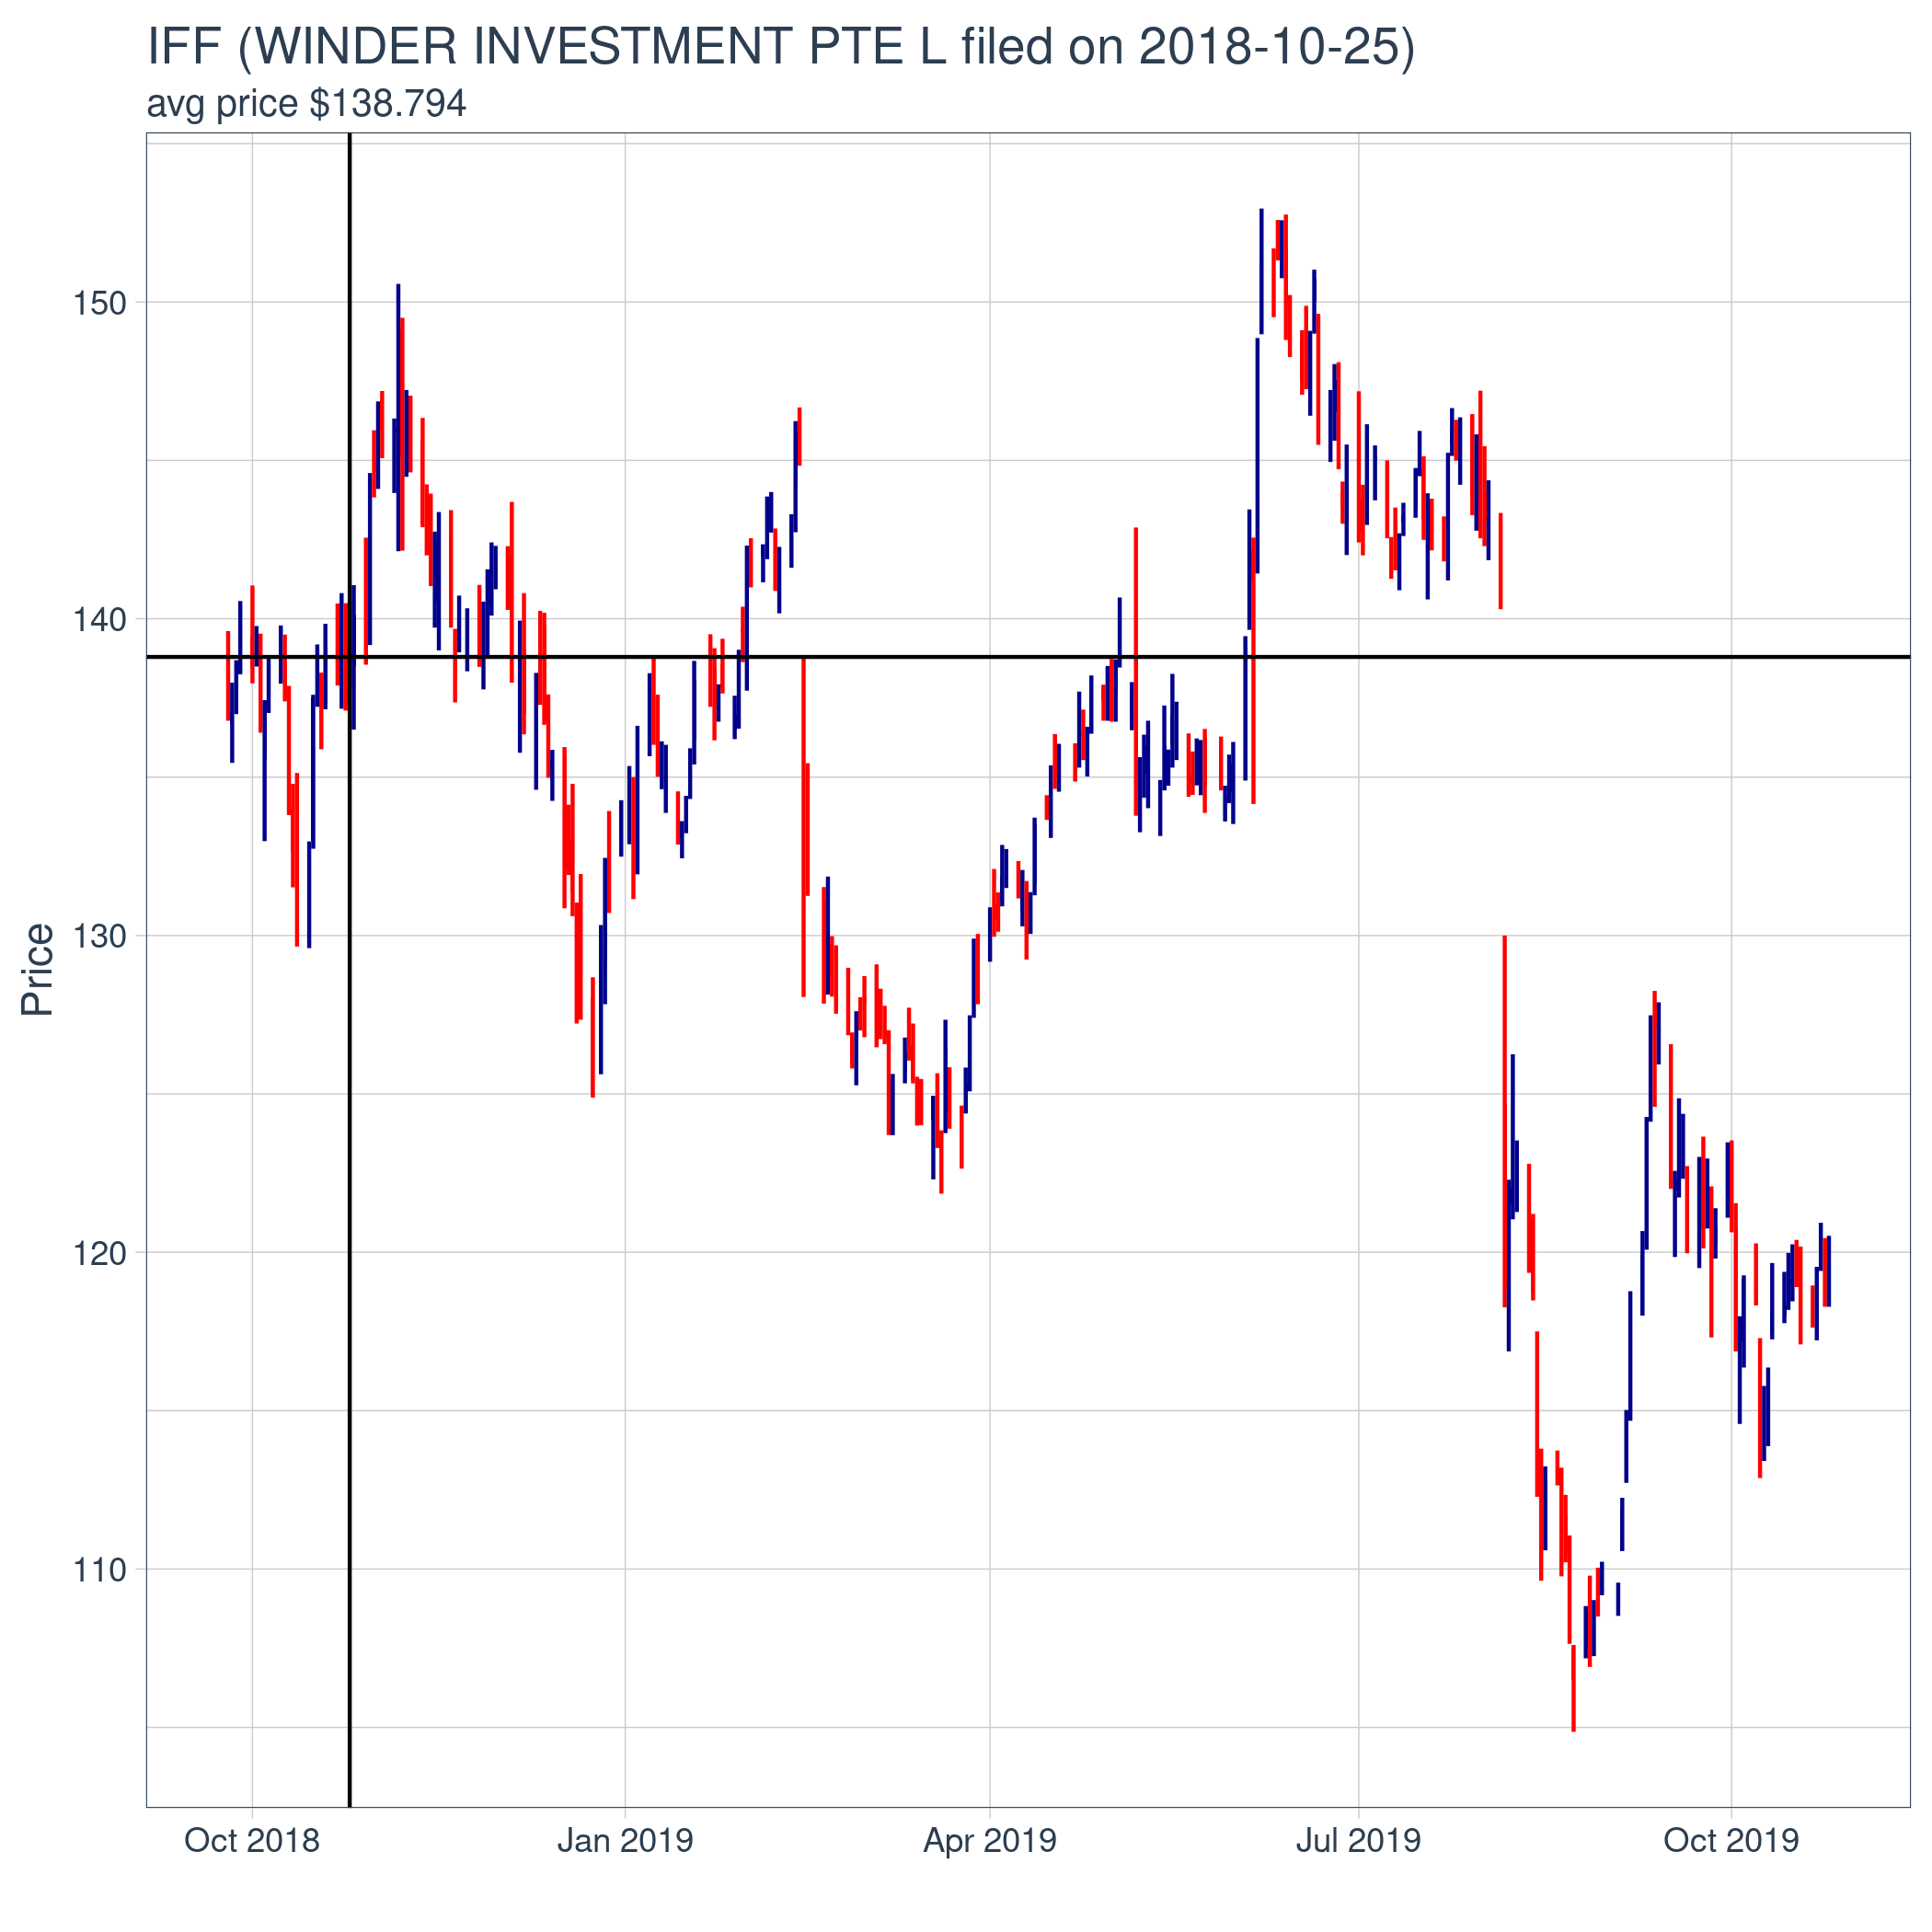 IFF (WINDER INVESTMENT PTE L filed on 2018-10-25)
avg price $138.794
Price
150
140
130
120
110
Oct 2018
Jan 2019
Apr 2019
Jul 2019
Oct 2019